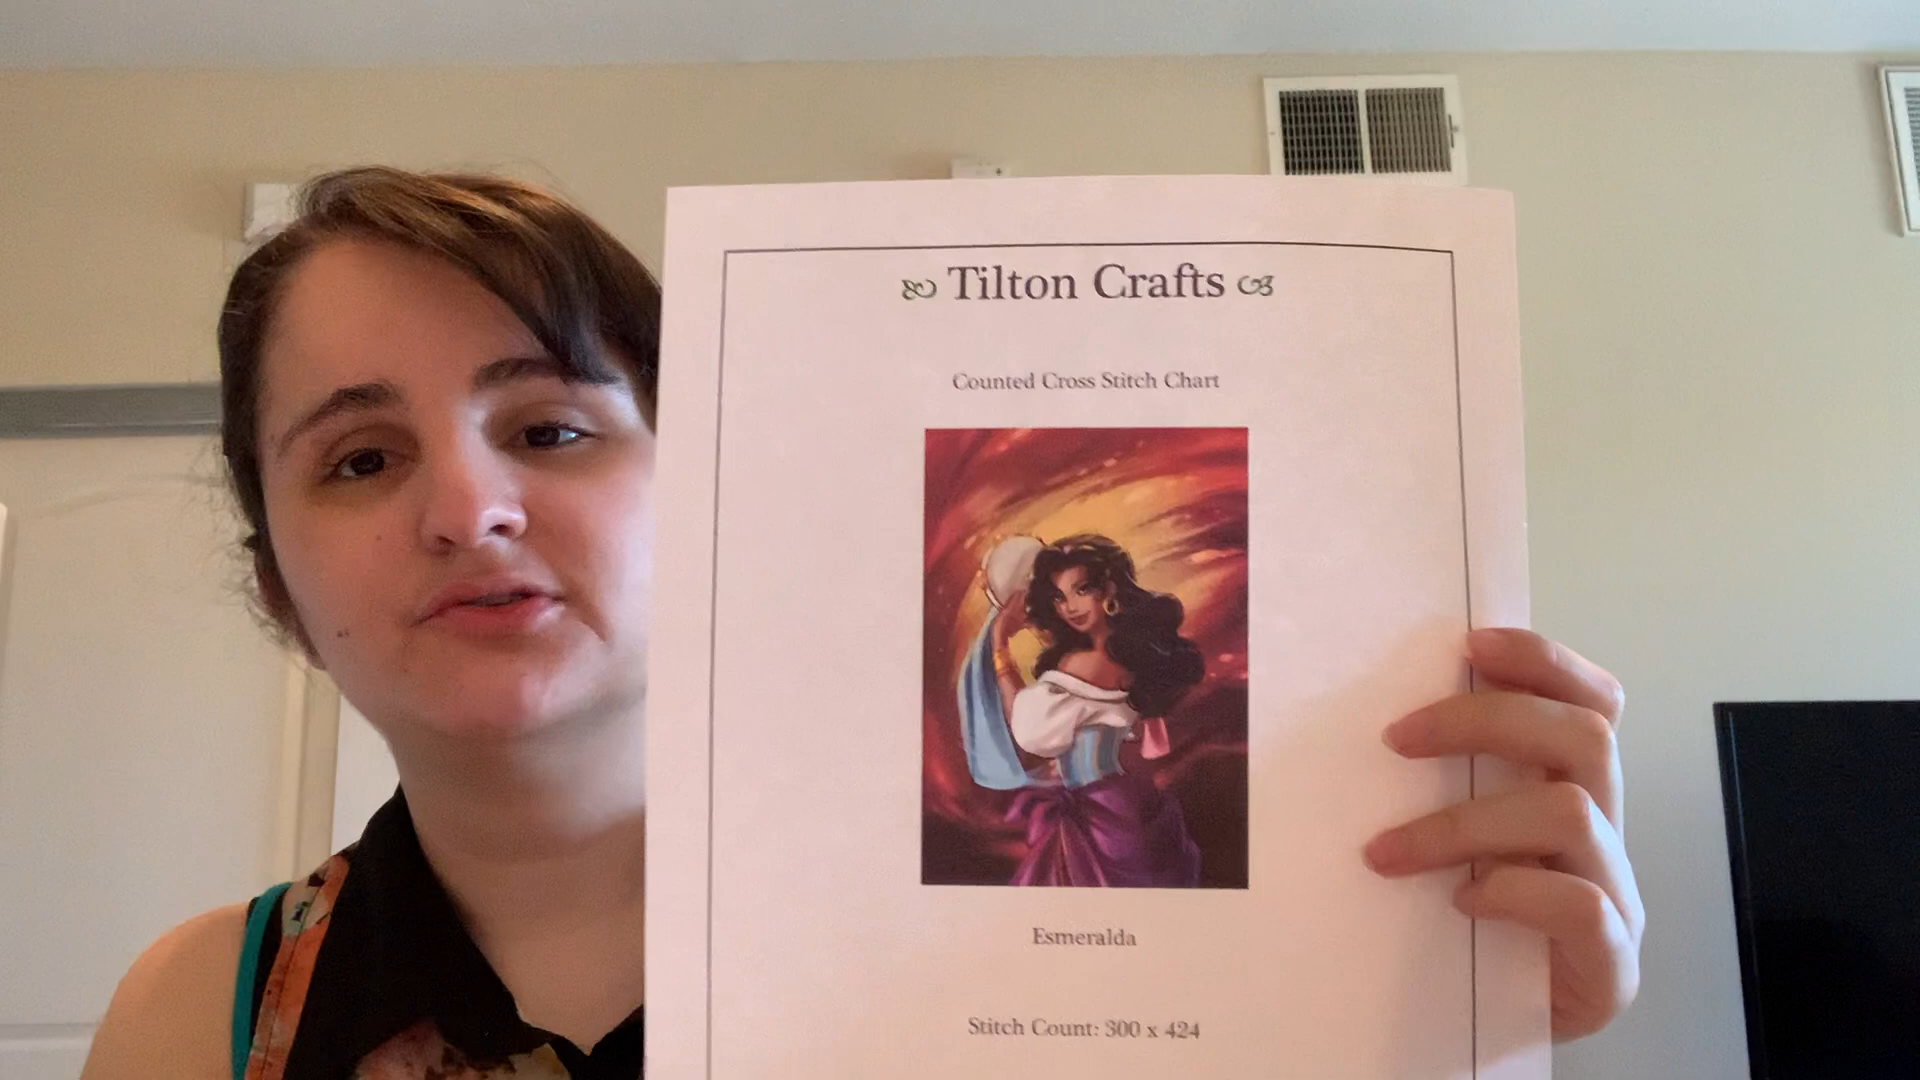 Tilton Crafts
Counted Cross Stitch Chart
Esmeralda
Stitch Count: 300 x 424